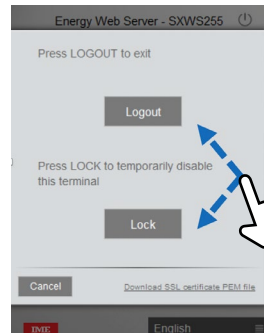 Energy Web Server - SXWS255
Press LOGOUT to exit
Logout
Press LOCK to temporarily disable
this terminal
Lock
Cancel
Download SSL certificate PEM file
IME
English